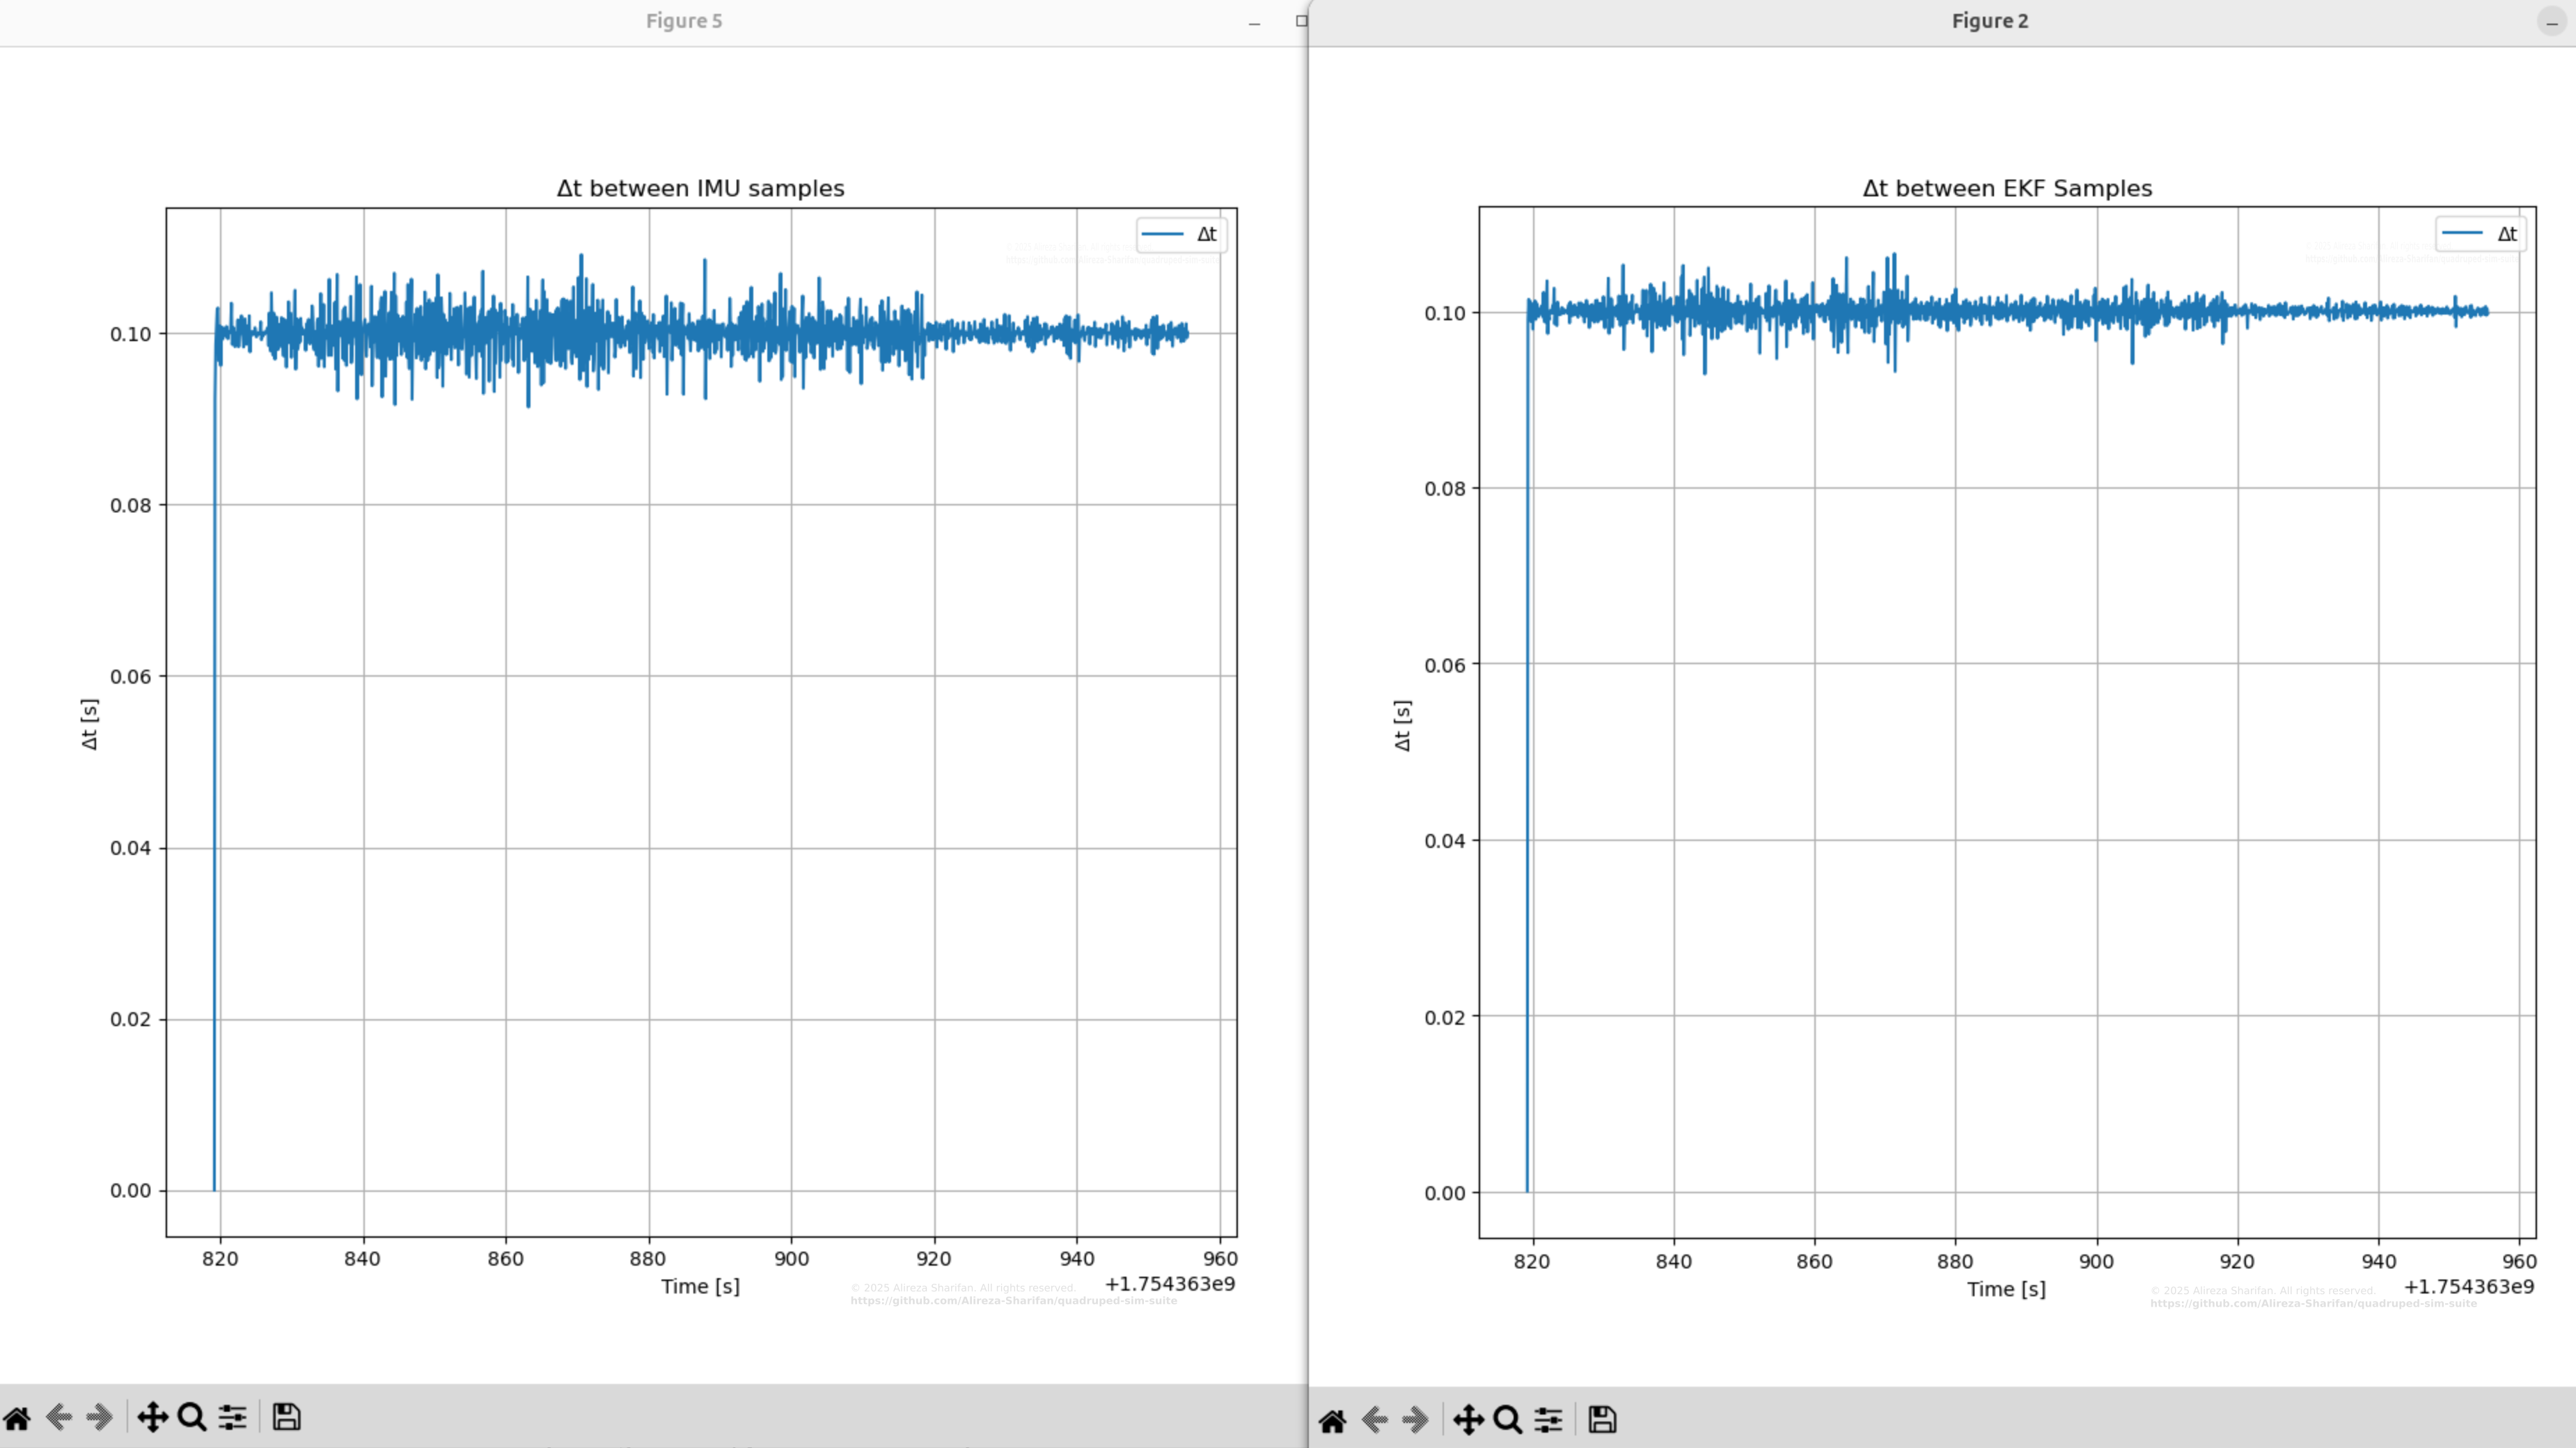 Figure 5
Δt between IMU samples
Δt
0.10
0.08
0.06
0.04
0.02
0.00
Δt [s]
820 840 860 880 900 920 940 960
Time [s]
+1.754363e9
© 2025 Alireza Sharifan. All rights reserved.
https://github.com/Alireza-Sharifan/quadruped-sim-suite
Figure 2
Δt between EKF Samples
Δt
0.10
0.08
0.06
0.04
0.02
0.00
Δt [s]
820 840 860 880 900 920 940 960
Time [s]
+1.754363e9
© 2025 Alireza Sharifan. All rights reserved.
https://github.com/Alireza-Sharifan/quadruped-sim-suite